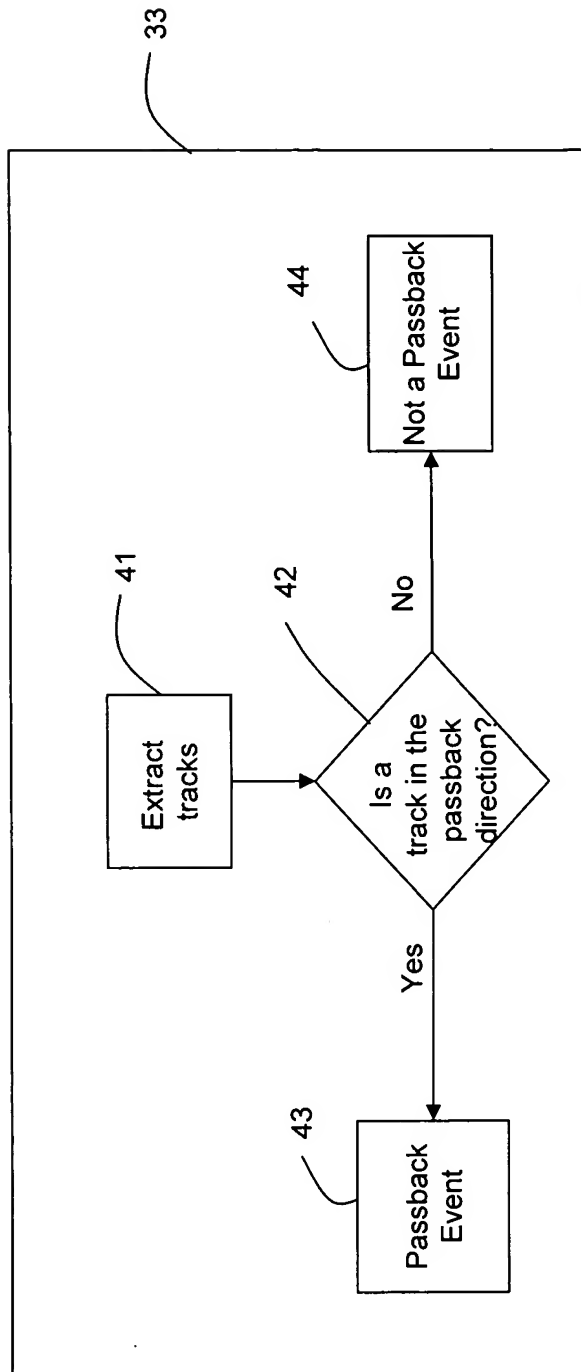 33
41
Extract
tracks
42
Is a
track in the
passback
direction?
Yes
No
43
Passback
Event
44
Not a Passback
Event